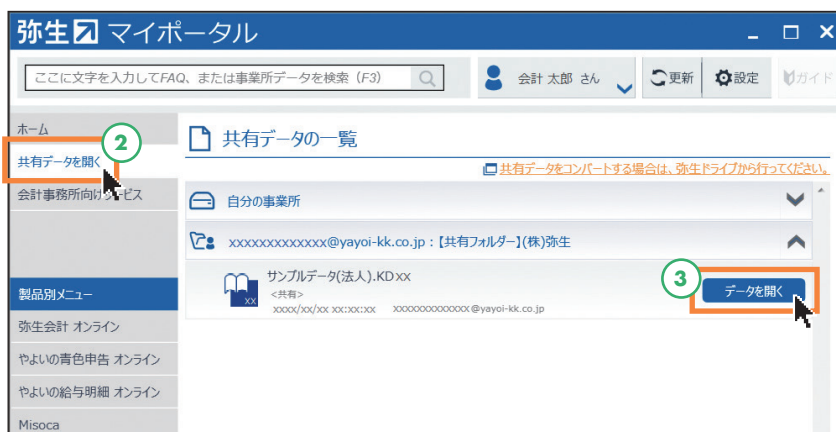 弥生 マイポータル
ここに文字を入力してFAQ、または事業所データを検索（F3）
会計 太郎 さん
更新
設定
ガイド
ホーム
②
共有データを開く
会計事務所向けサービス
共有データの一覧
共有データをコンバートする場合は、弥生ドライブから行ってください。
自分の事業所
xxxxxxxxxxxxx@yayoi-kk.co.jp：【共有フォルダー】(株)弥生
サンプルデータ(法人).KDxx
xx
<共有>
xxxx/xx/xx xx:xx:xx xxxxxxxxxxxxx@yayoi-kk.co.jp
③
データを開く
製品別メニュー
弥生会計 オンライン
やよいの青色申告 オンライン
やよいの給与明細 オンライン
Misoca